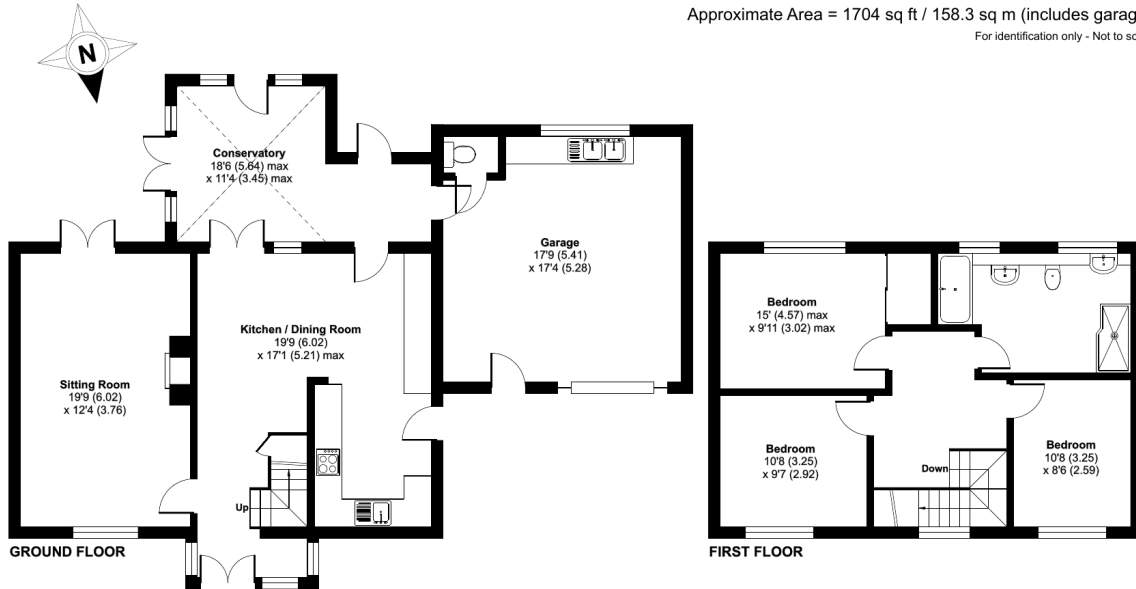 Approximate Area = 1704 sq ft / 158.3 sq m (includes garag
For identification only - Not to sc
N
Conservatory
18'6 (5.64) max
x 11'4 (3.45) max
Garage
17'9 (5.41)
x 17'4 (5.28)
Kitchen / Dining Room
19'9 (6.02)
x 17'1 (5.21) max
Sitting Room
19'9 (6.02)
x 12'4 (3.76)
Up
GROUND FLOOR
Bedroom
15' (4.57) max
x 9'11 (3.02) max
Bedroom
10'8 (3.25)
x 9'7 (2.92)
Bedroom
10'8 (3.25)
x 8'6 (2.59)
Down
FIRST FLOOR